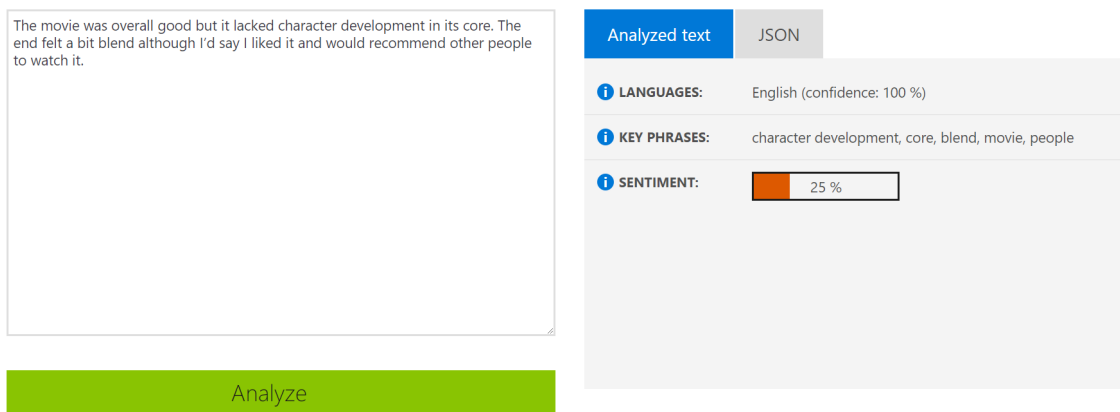 The movie was overall good but it lacked character development in its core. The
end felt a bit blend although I'd say I liked it and would recommend other people
to watch it.
Analyze
Analyzed text
JSON
LANGUAGES: English (confidence: 100 %)
KEY PHRASES: character development, core, blend, movie, people
SENTIMENT: 25 %